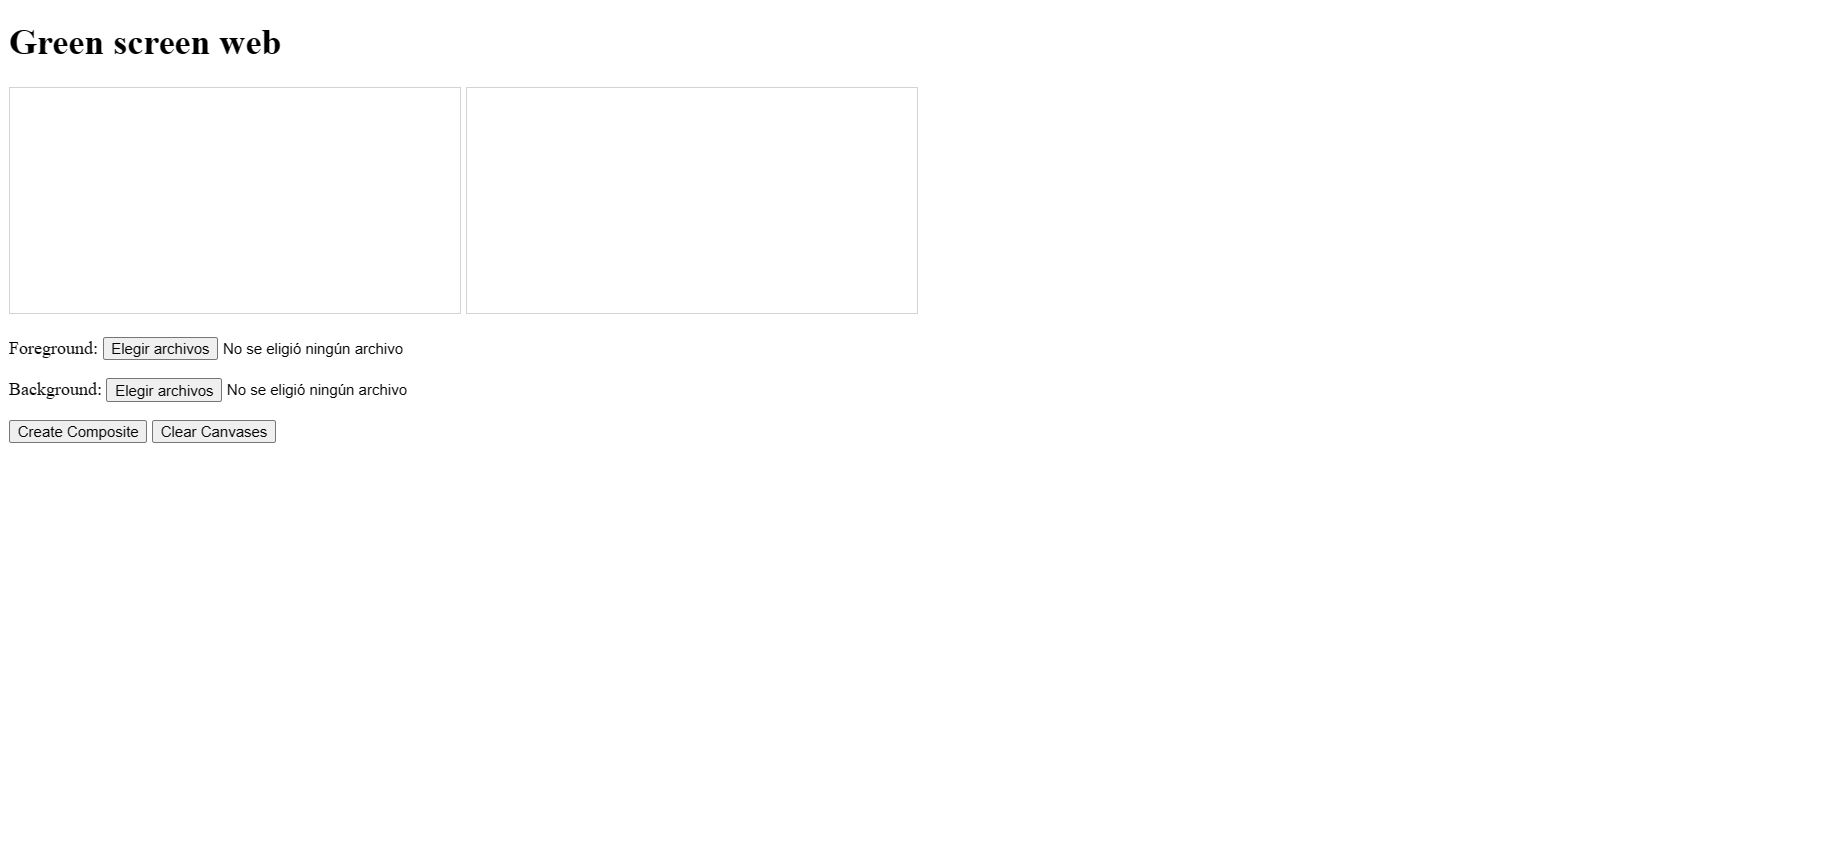 Green screen web
Foreground: Elegir archivos No se eligió ningún archivo
Background: Elegir archivos No se eligió ningún archivo
Create Composite Clear Canvases